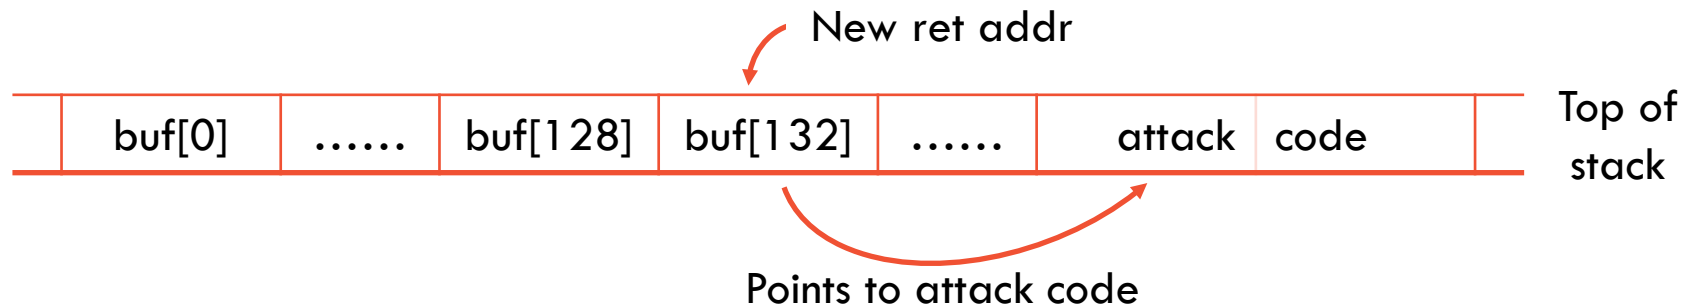 New ret addr
buf[0] ...... buf[128] buf[132] ...... attack code
Top of
stack
Points to attack code